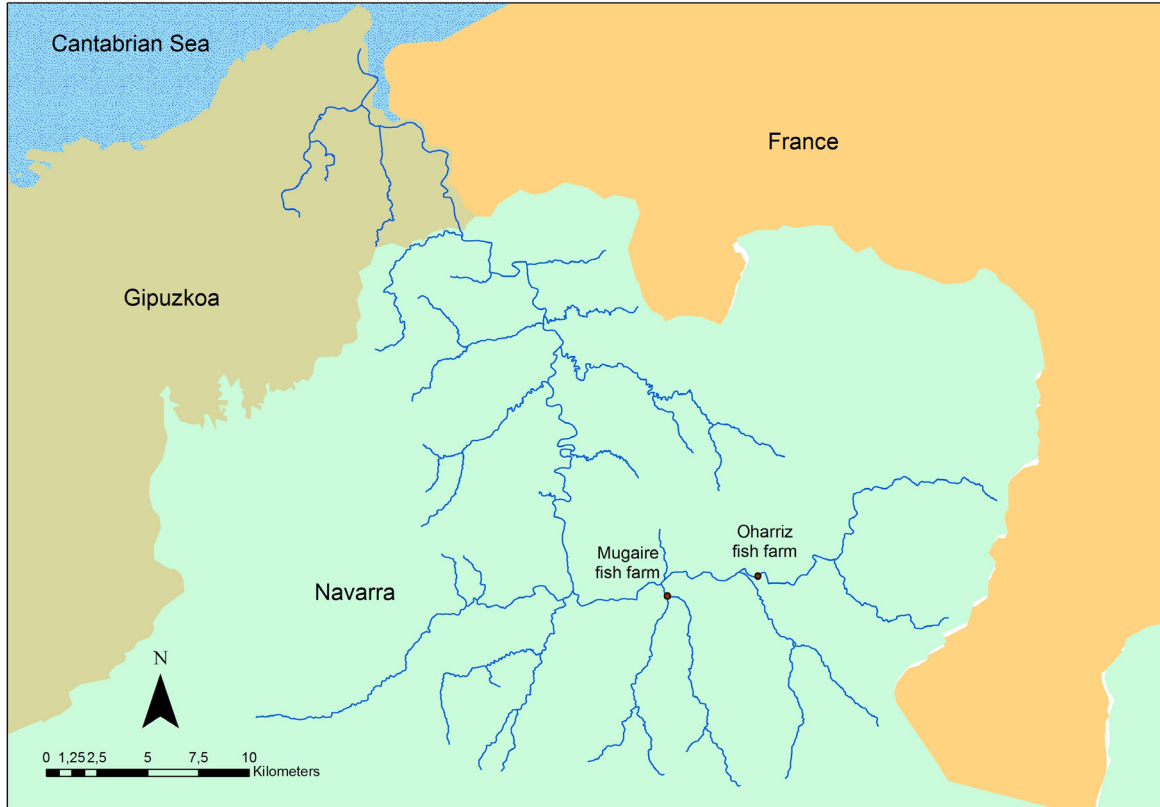 Cantabrian Sea
France
Gipuzkoa
Oharriz
fish farm
Mugaire
fish farm
Navarra
N
0 1,25 2,5 5 7,5 10
Kilometers